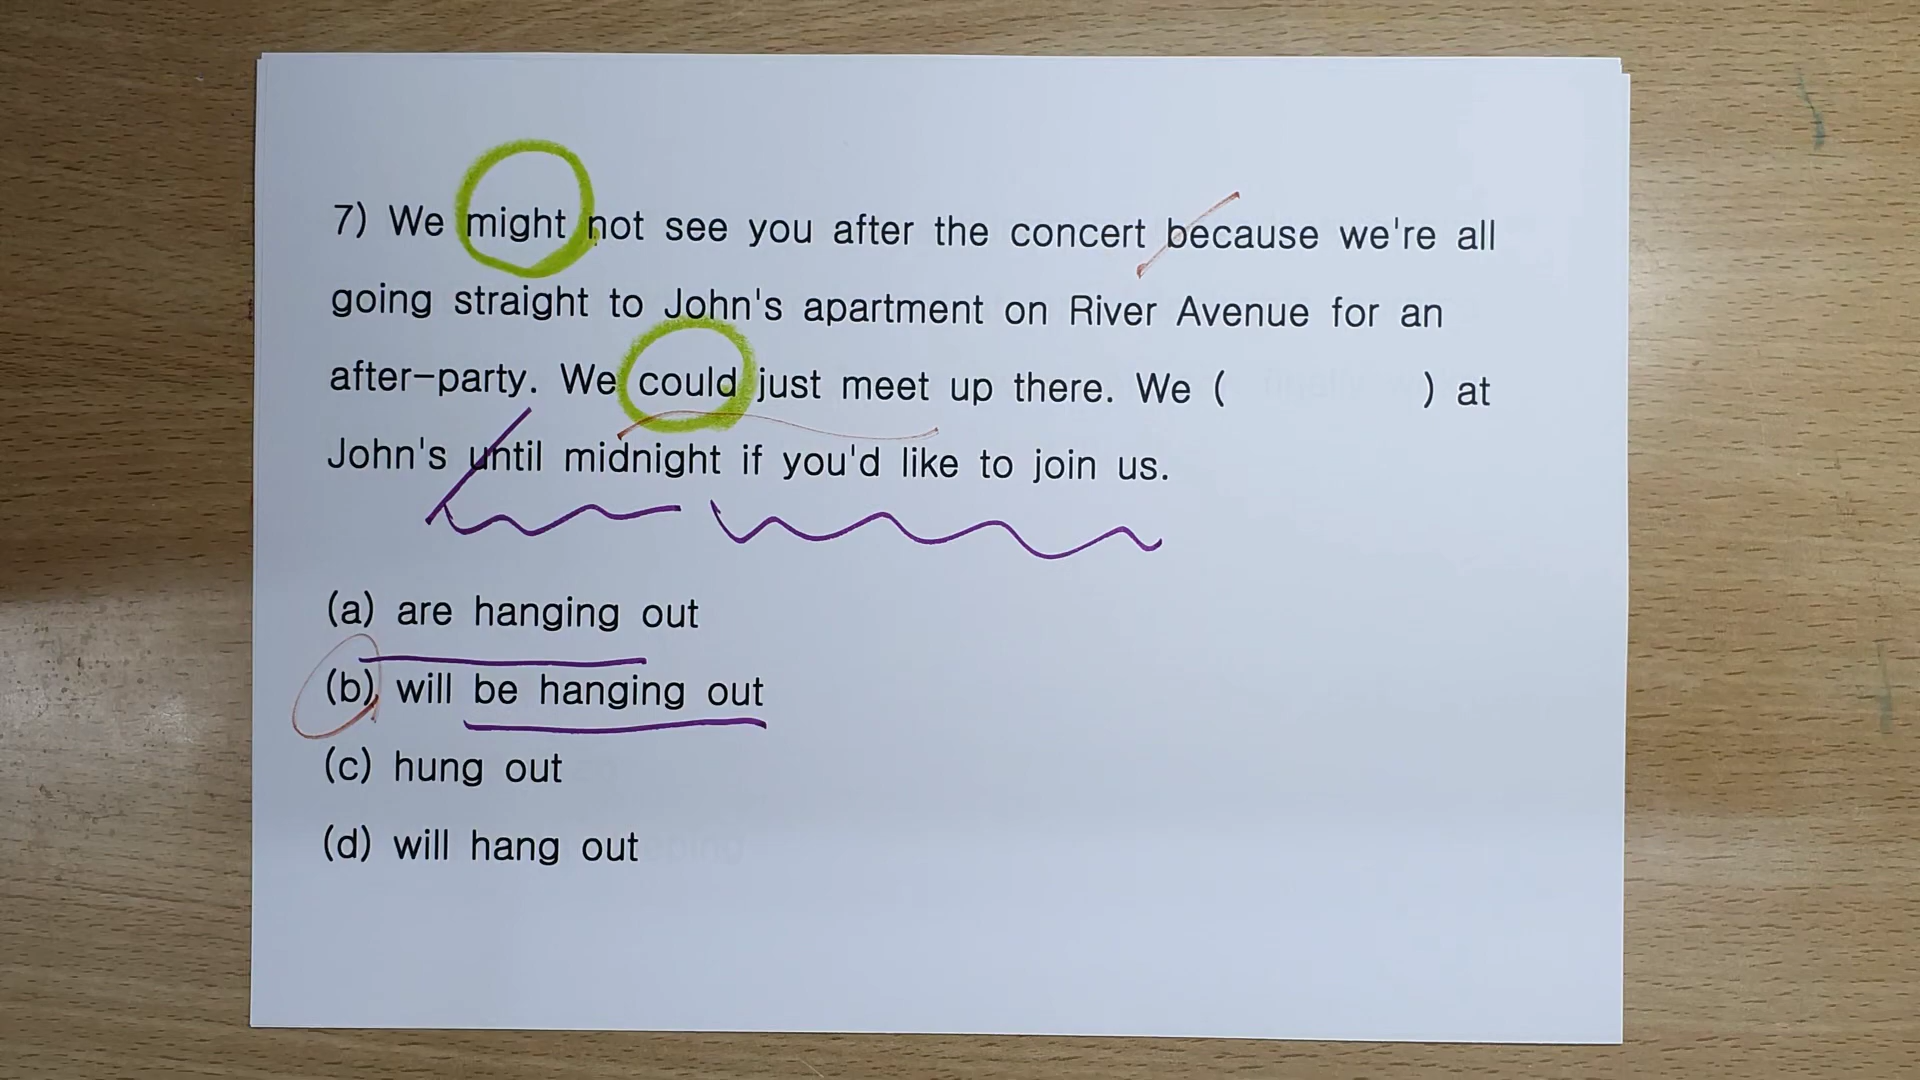 7) We might not see you after the concert because we're all
going straight to John's apartment on River Avenue for an
after-party. We could just meet up there. We ( ) at
John's until midnight if you'd like to join us.
(a) are hanging out
(b) will be hanging out
(c) hung out
(d) will hang out